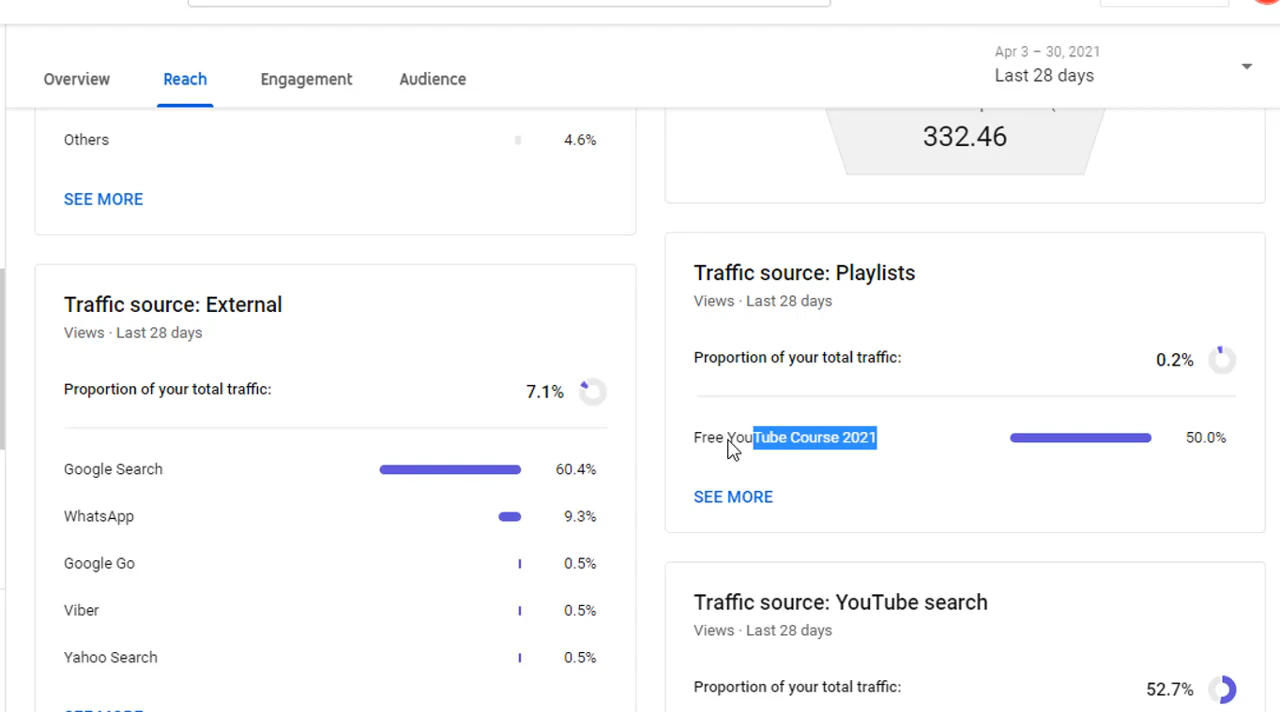 Overview Reach Engagement Audience
Apr 3 – 30, 2021
Last 28 days
Others 4.6%
SEE MORE
Traffic source: External
Views · Last 28 days
Proportion of your total traffic: 7.1%
Google Search 60.4%
WhatsApp 9.3%
Google Go 0.5%
Viber 0.5%
Yahoo Search 0.5%
332.46
Traffic source: Playlists
Views · Last 28 days
Proportion of your total traffic: 0.2%
Free YouTube Course 2021 50.0%
SEE MORE
Traffic source: YouTube search
Views · Last 28 days
Proportion of your total traffic: 52.7%